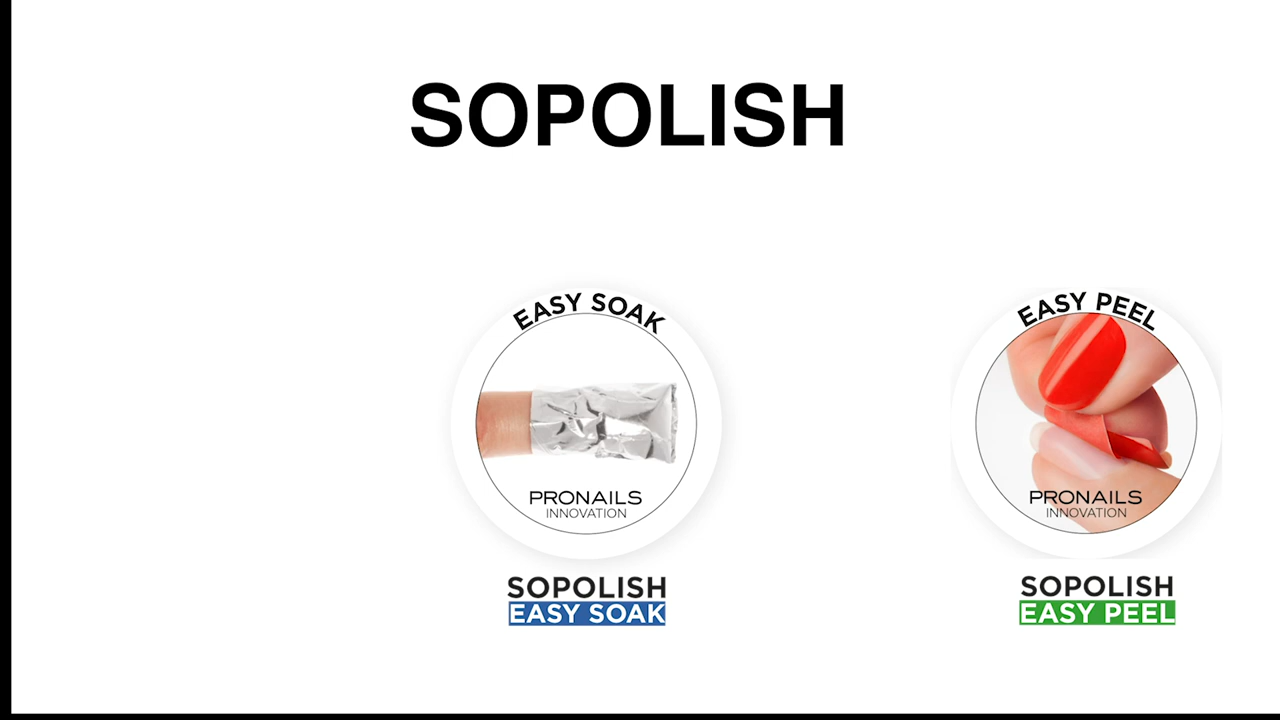 SOPOLISH
EASY SOAK
PRONAILS
INNOVATION
SOPOLISH
EASY SOAK
EASY PEEL
PRONAILS
INNOVATION
SOPOLISH
EASY PEEL